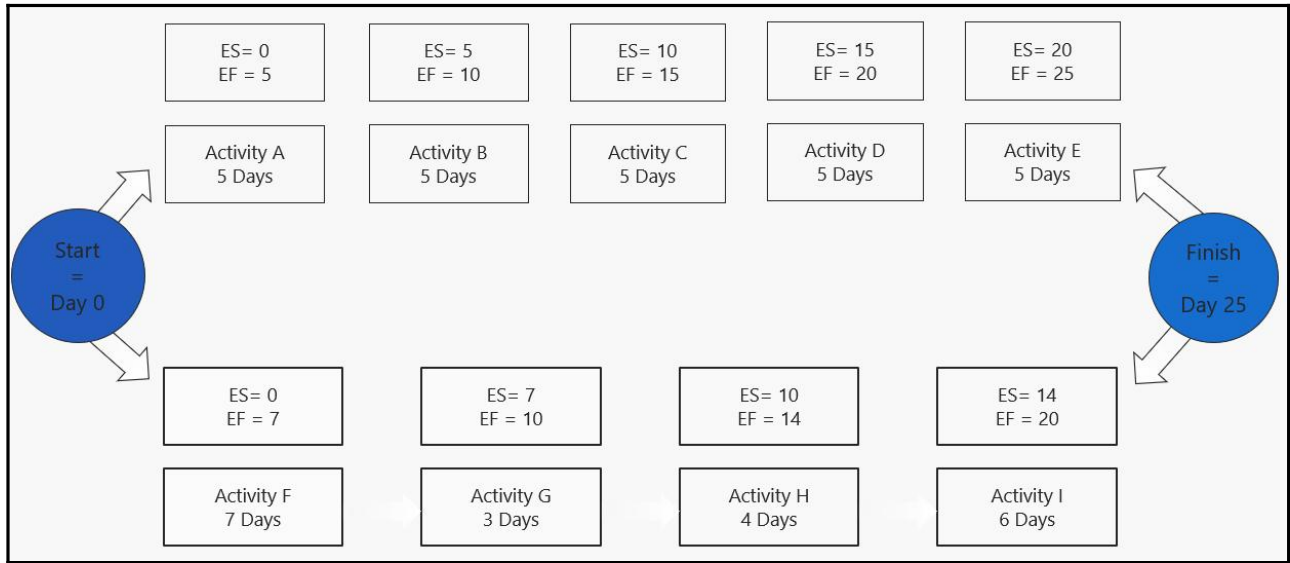 ES= 0
EF = 5
ES= 5
EF = 10
ES= 10
EF = 15
ES= 15
EF = 20
ES= 20
EF = 25
Activity A
5 Days
Activity B
5 Days
Activity C
5 Days
Activity D
5 Days
Activity E
5 Days
Start
=
Day 0
Finish
=
Day 25
ES= 0
EF = 7
ES= 7
EF = 10
ES= 10
EF = 14
ES= 14
EF = 20
Activity F
7 Days
Activity G
3 Days
Activity H
4 Days
Activity I
6 Days